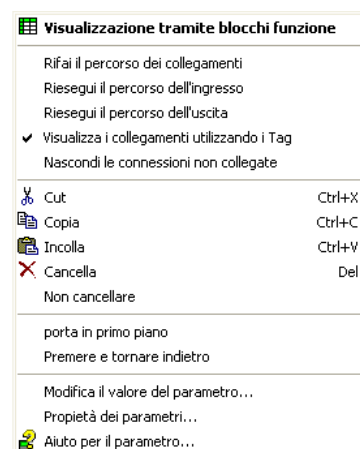 Visualizzazione tramite blocchi funzione
Rifai il percorso dei collegamenti
Riesegui il percorso dell'ingresso
Riesegui il percorso dell'uscita
Visualizza i collegamenti utilizzando i Tag
Nascondi le connessioni non collegate
Cut Ctrl+X
Copia Ctrl+C
Incolla Ctrl+V
Cancella Del
Non cancellare
porta in primo piano
Premere e tornare indietro
Modifica il valore del parametro...
Propietà dei parametri...
Aiuto per il parametro...